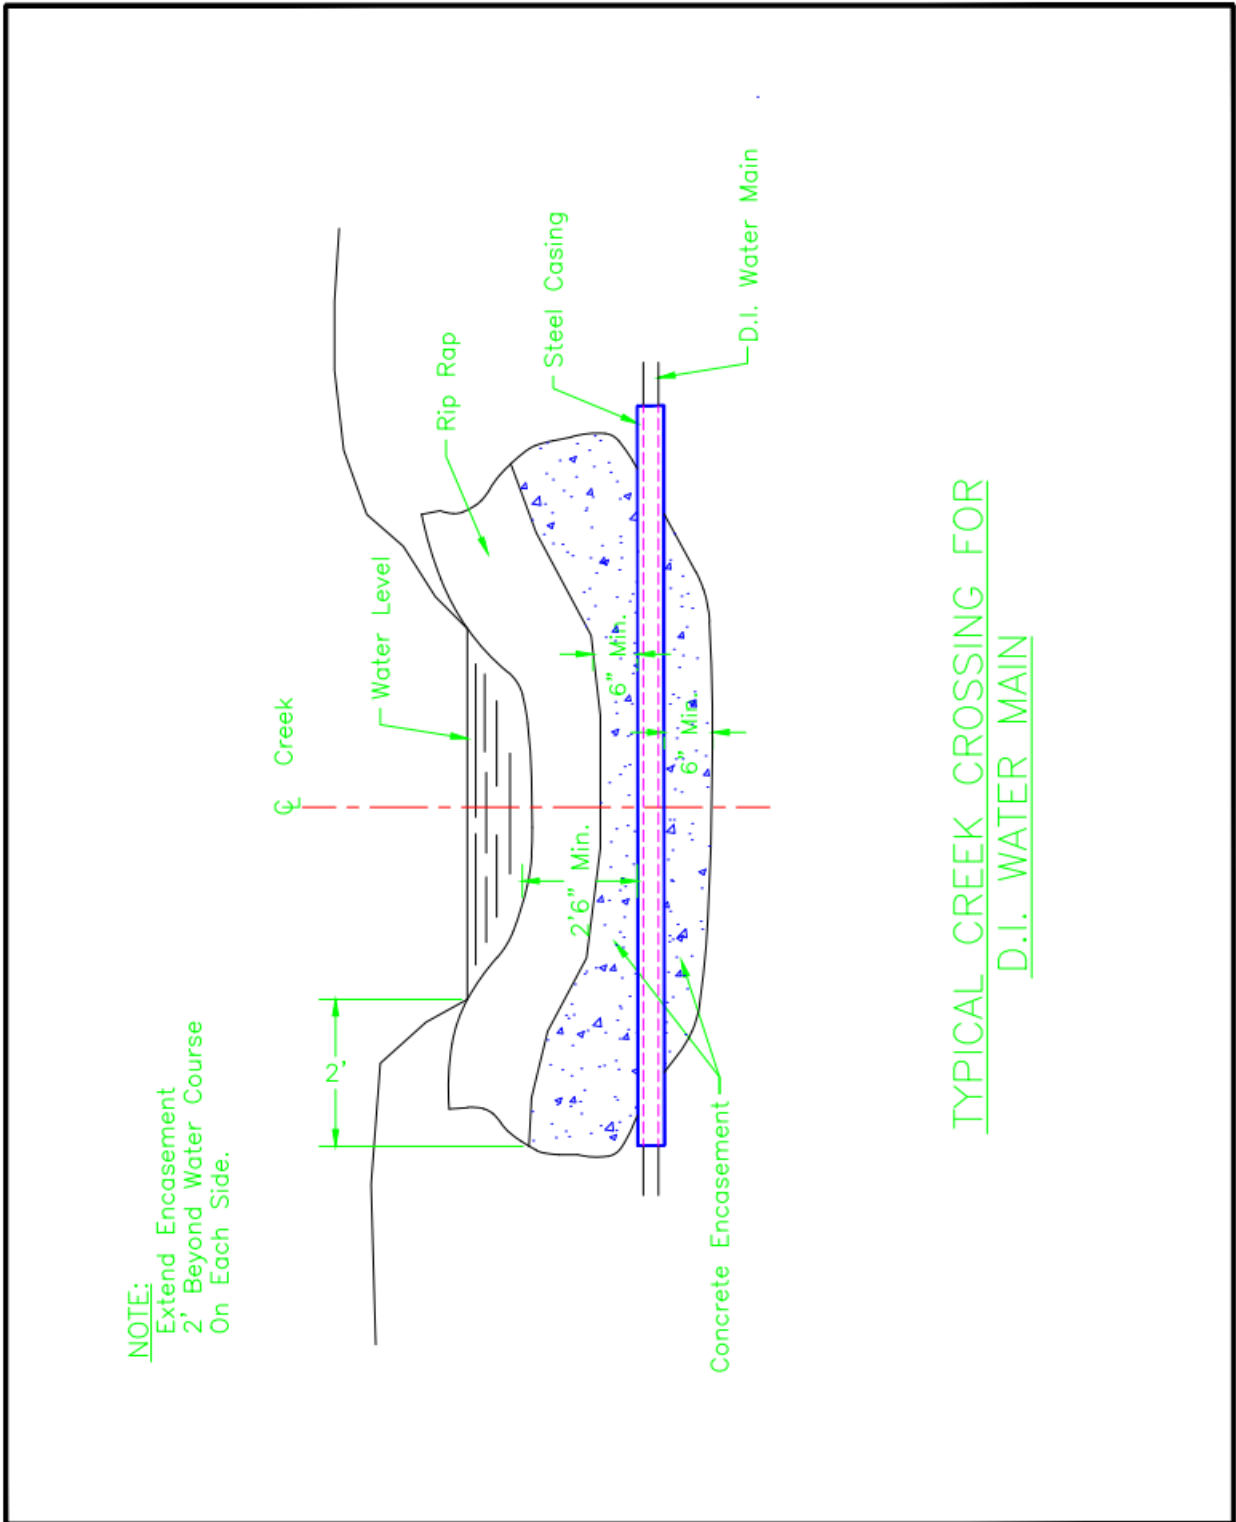 NOTE:
Extend Encasement
2' Beyond Water Course
On Each Side.
2'
℄ Creek
Water Level
Rip Rap
Steel Casing
D.I. Water Main
2'6" Min.
6" Min.
6" Min.
Concrete Encasement
TYPICAL CREEK CROSSING FOR
D.I. WATER MAIN